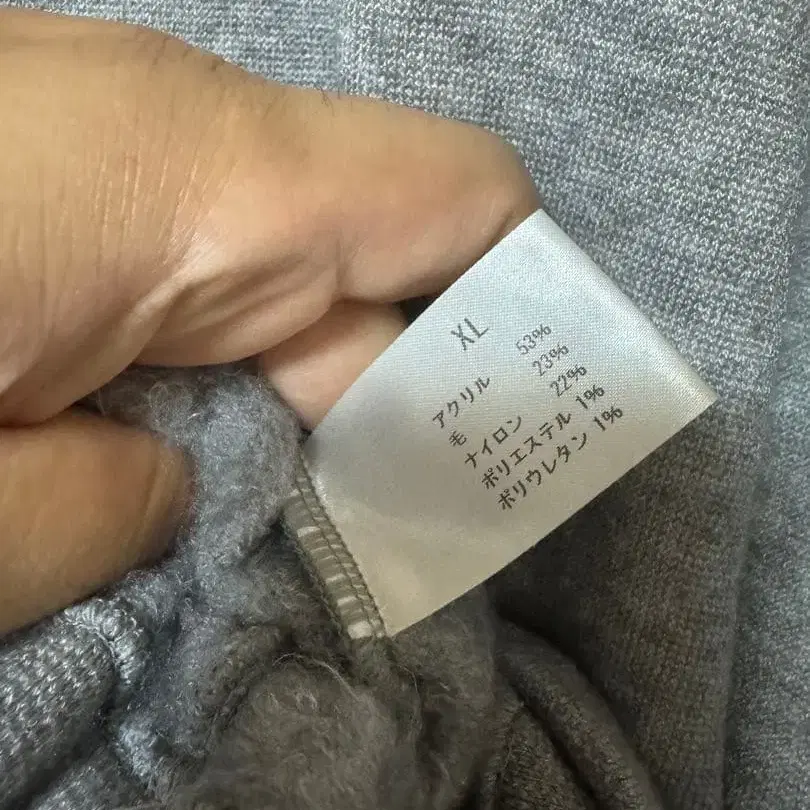 XL
アクリル 53%
毛 23%
ナイロン 22%
ポリエステル 1%
ポリウレタン 1%